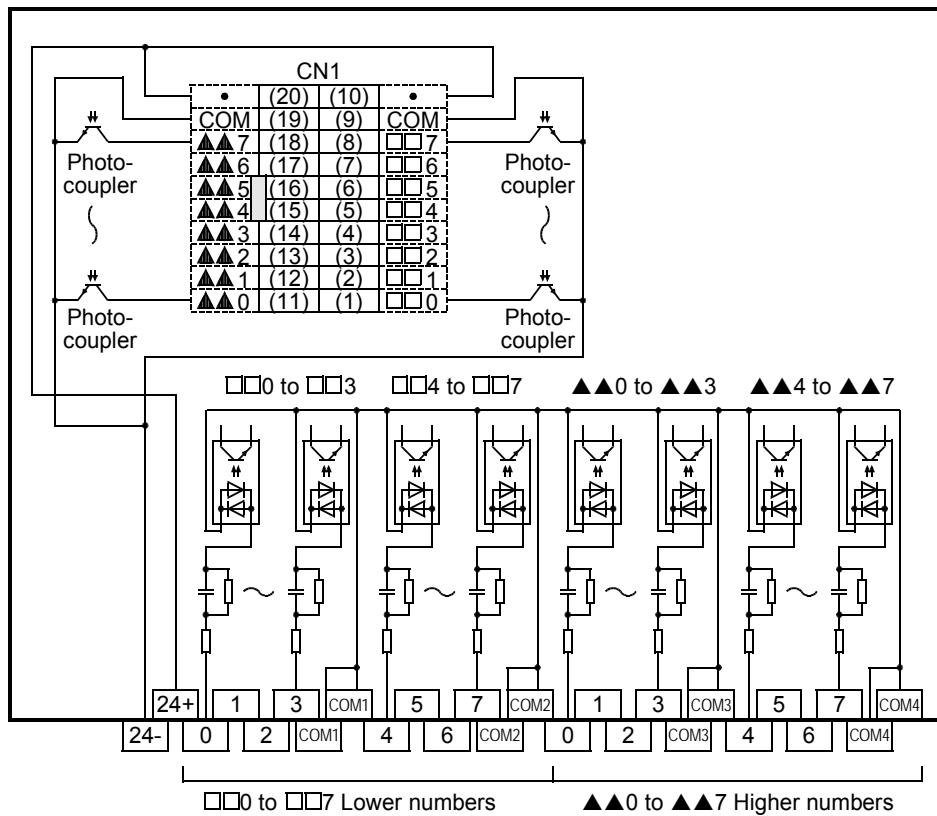 CN1
• (20) (10) •
COM (19) (9) COM
▲▲7 (18) (8) □□7
▲▲6 (17) (7) □□6
▲▲5 (16) (6) □□5
▲▲4 (15) (5) □□4
▲▲3 (14) (4) □□3
▲▲2 (13) (3) □□2
▲▲1 (12) (2) □□1
▲▲0 (11) (1) □□0
Photo-
coupler
Photo-
coupler
Photo-
coupler
Photo-
coupler
□□0 to □□3 □□4 to □□7 ▲▲0 to ▲▲3 ▲▲4 to ▲▲7
24+ 1 3 COM1 5 7 COM2 1 3 COM3 5 7 COM4
24- 0 2 COM1 4 6 COM2 0 2 COM3 4 6 COM4
□□0 to □□7 Lower numbers ▲▲0 to ▲▲7 Higher numbers